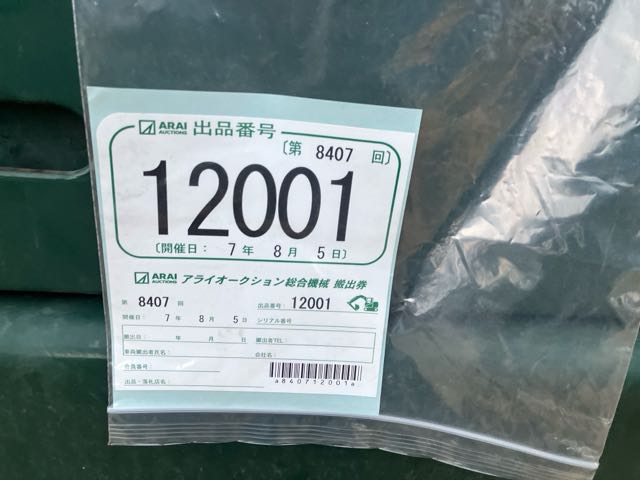 ARAI AUCTIONS 出品番号
〔第 8407 回〕
12001
〔開催日： 7 年 8 月 5 日〕
ARAI AUCTIONS アライオークション総合機械 搬出券
第 8407 回 出品番号： 12001
開催日： 7 年 8 月 5 日 シリアル番号
搬出日： 年 月 日 搬出者TEL：
車両搬出者氏名： 会社名：
会員番号：
出品・落札店名：
a840712001a